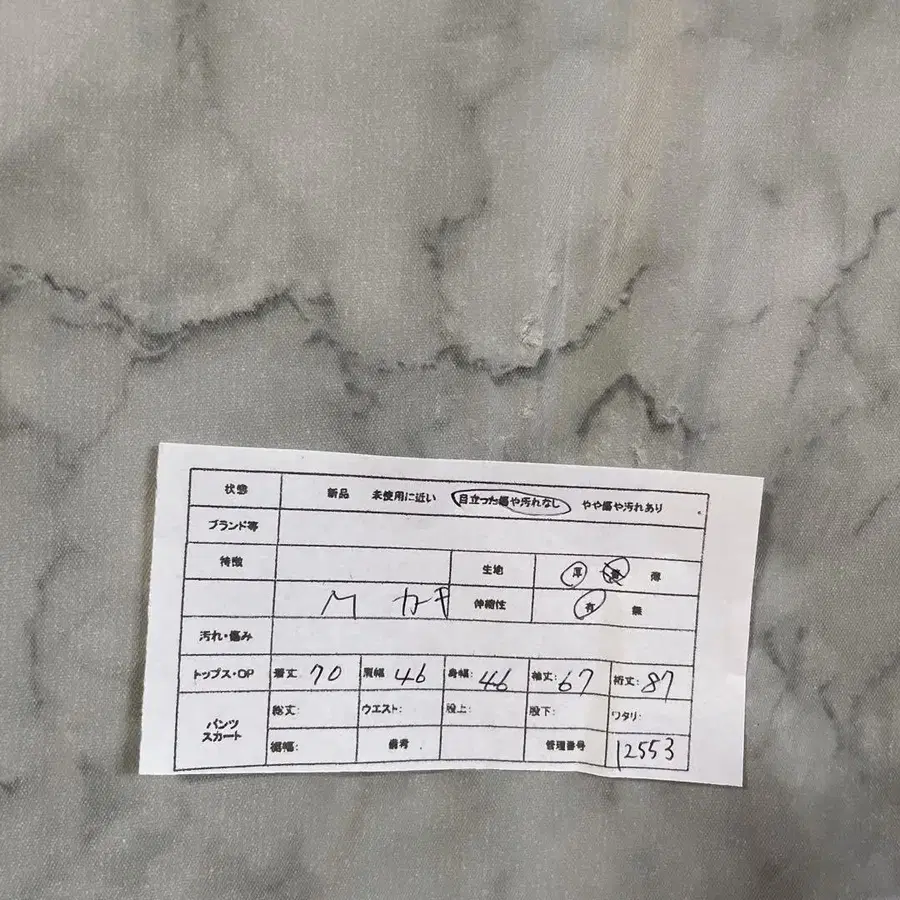 状態 新品 未使用に近い 目立った傷や汚れなし やや傷や汚れあり
ブランド等
特徴 生地 厚 普 薄
M カーキ 伸縮性 有 無
汚れ・傷み
トップス・OP 着丈: 70 肩幅: 46 身幅: 46 袖丈: 67 裄丈: 87
パンツ
スカート
総丈: ウエスト: 股上: 股下: ワタリ:
裾幅: 備考 管理番号 12553